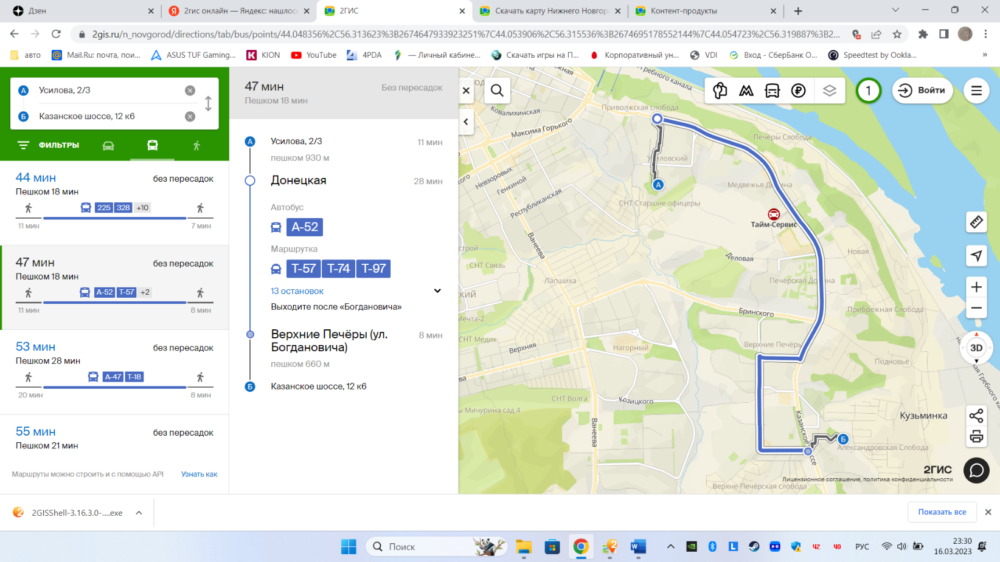 Дзен
2гис онлайн — Яндекс: нашлось
2ГИС
Скачать карту Нижнего Новгор
Контент-продукты
2gis.ru/n_novgorod/directions/tab/bus/points/44.048356%2C56.313623%3B2674647933923251%7C44.053906%2C56.315536%3B2674695178552144%7C44.054723%2C56.319887%3B2...
авто
Mail.Ru: почта, пои...
ASUS TUF Gaming...
KION
YouTube
4PDA
— Личный кабине...
Скачать игры на П...
Корпоративный ун...
VDI
Вход - СберБанк О...
Speedtest by Ookla...
А Усилова, 2/3
Б Казанское шоссе, 12 к6
ФИЛЬТРЫ
44 мин без пересадок
Пешком 18 мин
225 328 +10
11 мин 7 мин
47 мин без пересадок
Пешком 18 мин
А-52 Т-57 +2
11 мин 8 мин
53 мин без пересадок
Пешком 28 мин
А-47 Т-18
20 мин 8 мин
55 мин без пересадок
Пешком 21 мин
Маршруты можно строить и с помощью API Узнать как
47 мин Без пересадок
Пешком 18 мин
А Усилова, 2/3 11 мин
пешком 930 м
Донецкая 28 мин
Автобус
А-52
Маршрутка
Т-57 Т-74 Т-97
13 остановок
Выходите после «Богдановича»
Верхние Печёры (ул. 8 мин
Богдановича)
пешком 660 м
Б Казанское шоссе, 12 к6
Гребного канала
Приволжская слобода
Ковалихинская
Максима Горького
Печёры Слобода
Усиловский
Невзоровых
Генкиной
Медвежья Долина
А
СНТ Старшие офицеры
Республиканская
Тайм-Сервис
Ванеева
СНТ Связь
Деловая
Новая
Лапшиха
Печёрская Долина
Бринского
Прибрежная Слобода
Мечта-2
СНТ Медик
Верхняя
Нагорный
Верхние Печёры
Подновье
СНТ Волга
Козицкого
ы Мичурина сад 4
Ванеева
Казанское
ссе
Кузьминка
Б
Александровская Слобода
Верхне-Печёрская слобода
1
Войти
3D
2ГИС
Лицензионное соглашение, политика конфиденциальности
2GISShell-3.16.3.0-....exe
Показать все
Поиск
42
40
РУС
23:30
16.03.2023